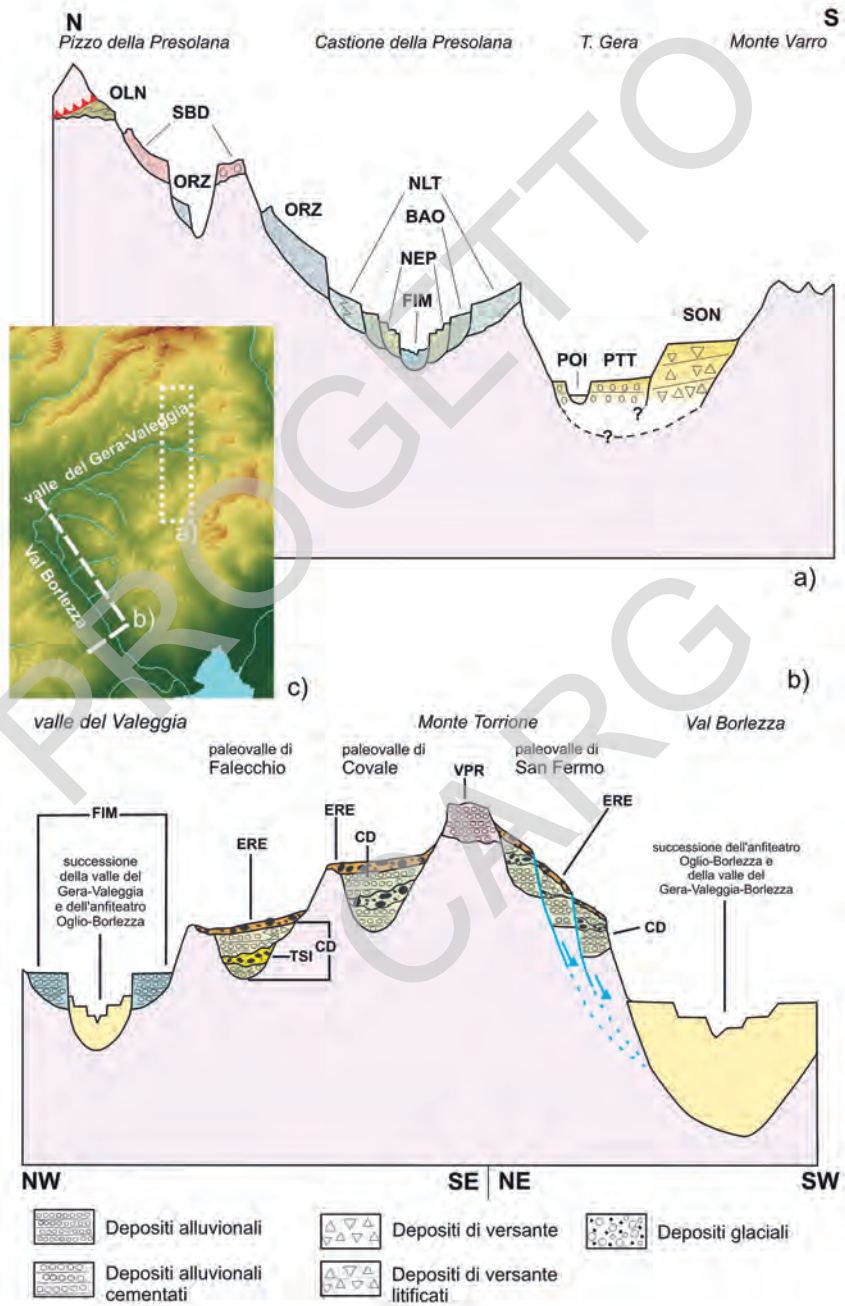 N
S
Pizzo della Presolana
Castione della Presolana
T. Gera
Monte Varro
OLN
SBD
ORZ
ORZ
NLT
BAO
NEP
FIM
SON
POI
PTT
?
?
valle del Gera-Valeggia
a)
Val Borlezza
b)
c)
a)
b)
valle del Valeggia
Monte Torrione
Val Borlezza
paleovalle di
Falecchio
paleovalle di
Covale
paleovalle di
San Fermo
VPR
FIM
ERE
ERE
ERE
CD
successione
della valle del
Gera-Valeggia
e dell'anfiteatro
Oglio-Borlezza
successione dell'anfiteatro
Oglio-Borlezza e
della valle del
Gera-Valeggia-Borlezza
TSI
CD
CD
NW
SE
NE
SW
Depositi alluvionali
Depositi di versante
Depositi glaciali
Depositi alluvionali
cementati
Depositi di versante
litificati
PROGETTO
CARG